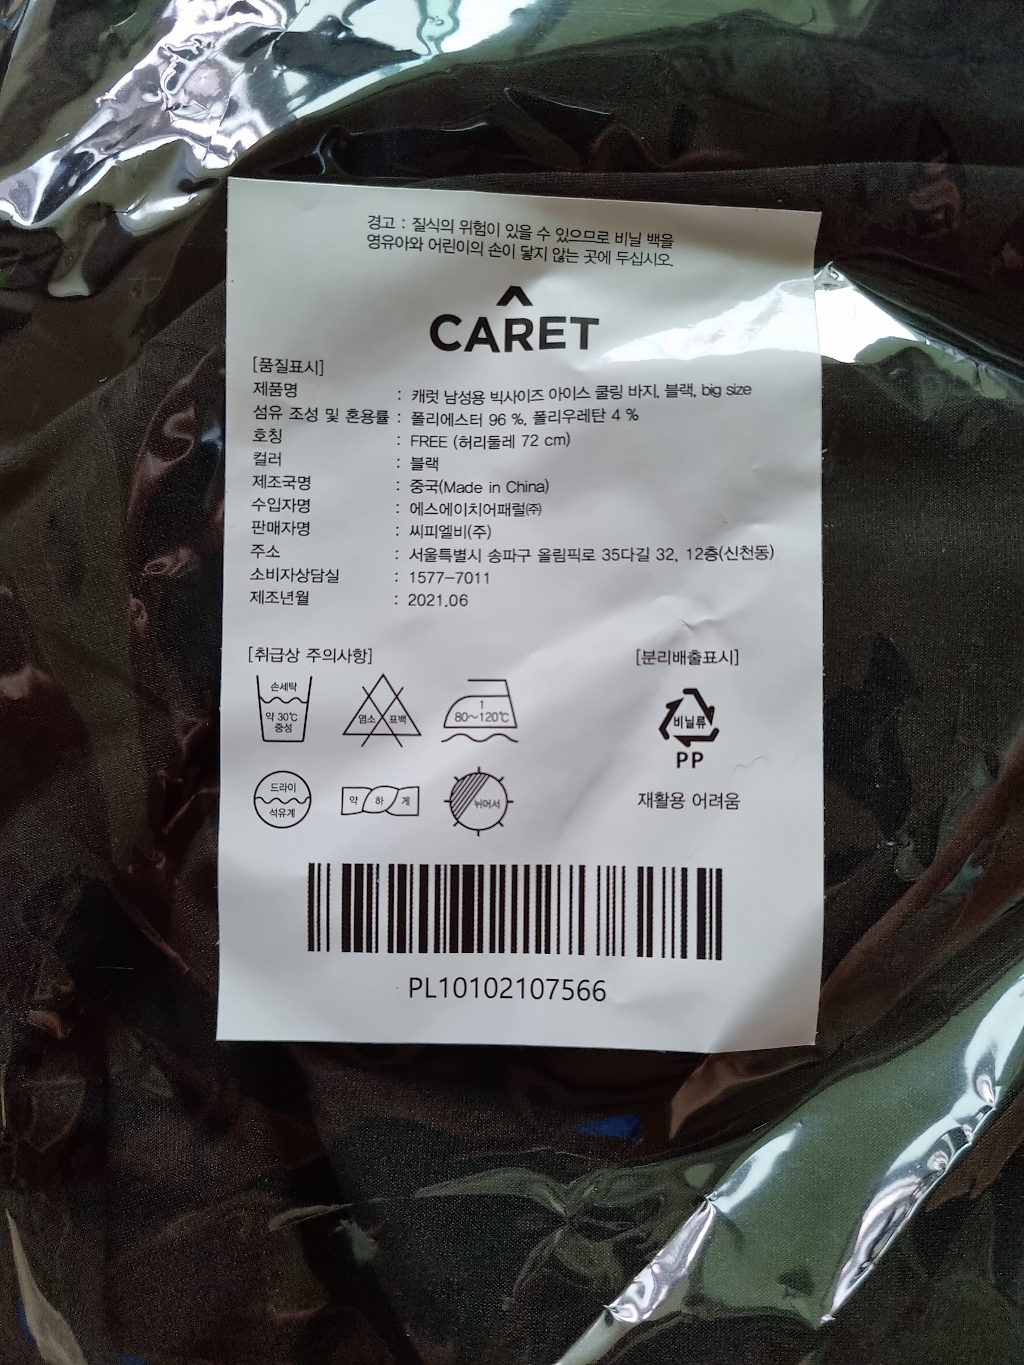 경고 : 질식의 위험이 있을 수 있으므로 비닐 백을
영유아와 어린이의 손이 닿지 않는 곳에 두십시오.
CARET
[품질표시]
제품명 : 캐럿 남성용 빅사이즈 아이스 쿨링 바지, 블랙, big size
섬유 조성 및 혼용률 : 폴리에스터 96 %, 폴리우레탄 4 %
호칭 : FREE (허리둘레 72 cm)
컬러 : 블랙
제조국명 : 중국(Made in China)
수입자명 : 에스에이치어패럴㈜
판매자명 : 씨피엘비(주)
주소 : 서울특별시 송파구 올림픽로 35다길 32, 12층(신천동)
소비자상담실 : 1577-7011
제조년월 : 2021.06
[취급상 주의사항]
손세탁
약 30℃
중성
염소 표백
1
80~120℃
드라이
석유계
약 하 게
뉘어서
[분리배출표시]
비닐류
PP
재활용 어려움
PL10102107566